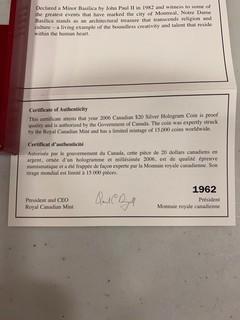 Declared a Minor Basilica by John Paul II in 1982 and witness to some of
the greatest events that have marked the city of Montreal, Notre Dame
Basilica stands as an architectural treasure that transcends religion and
culture – a living example of the boundless creativity and talent that reside
within the human heart.
Certificate of Authenticity
This certificate attests that your 2006 Canadian $20 Silver Hologram Coin is proof
quality and is authorized by the Government of Canada. The coin was expertly struck
by the Royal Canadian Mint and has a limited mintage of 15,000 coins worldwide.
Certificat d'authenticité
Autorisée par le gouvernement du Canada, cette pièce de 20 dollars canadiens en
argent, ornée d'un hologramme et millésimée 2006, est de qualité épreuve
numismatique et a été frappée de façon experte par la Monnaie royale canadienne. Son
tirage mondial est limité à 15 000 pièces.
1962
President and CEO
Royal Canadian Mint
Président
Monnaie royale canadienne